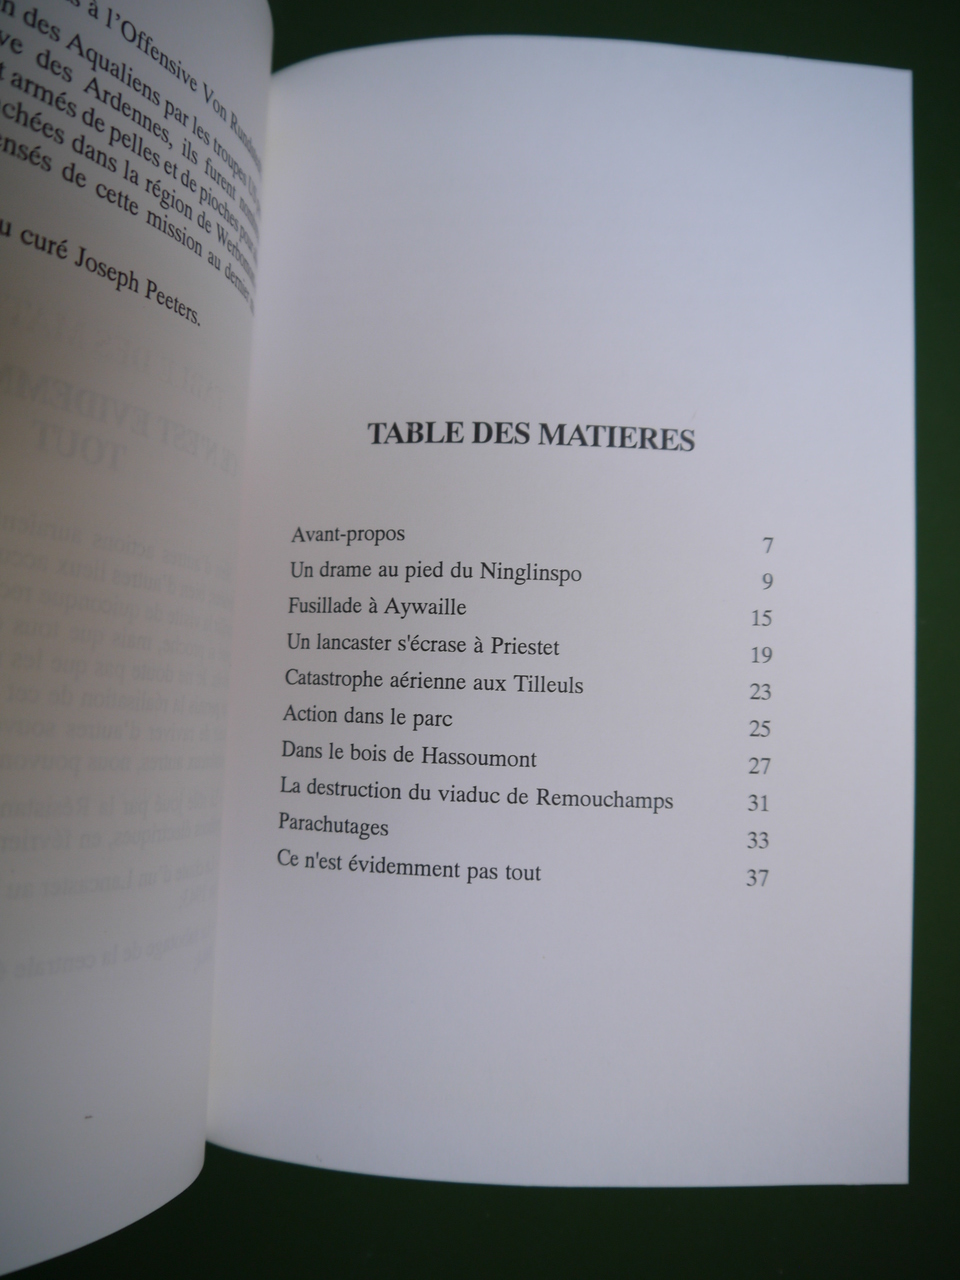 à l'Offensive Von
des Aqualiens par les troupes
ve des Ardennes, ils furent
t armés de pelles et de pioches
chées dans la région de
nsés de cette mission au dernier
u curé Joseph Peeters.
TABLE DES MATIERES
Avant-propos 7
Un drame au pied du Ninglinspo 9
Fusillade à Aywaille 15
Un lancaster s'écrase à Priestet 19
Catastrophe aérienne aux Tilleuls 23
Action dans le parc 25
Dans le bois de Hassoumont 27
La destruction du viaduc de Remouchamps 31
Parachutages 33
Ce n'est évidemment pas tout 37